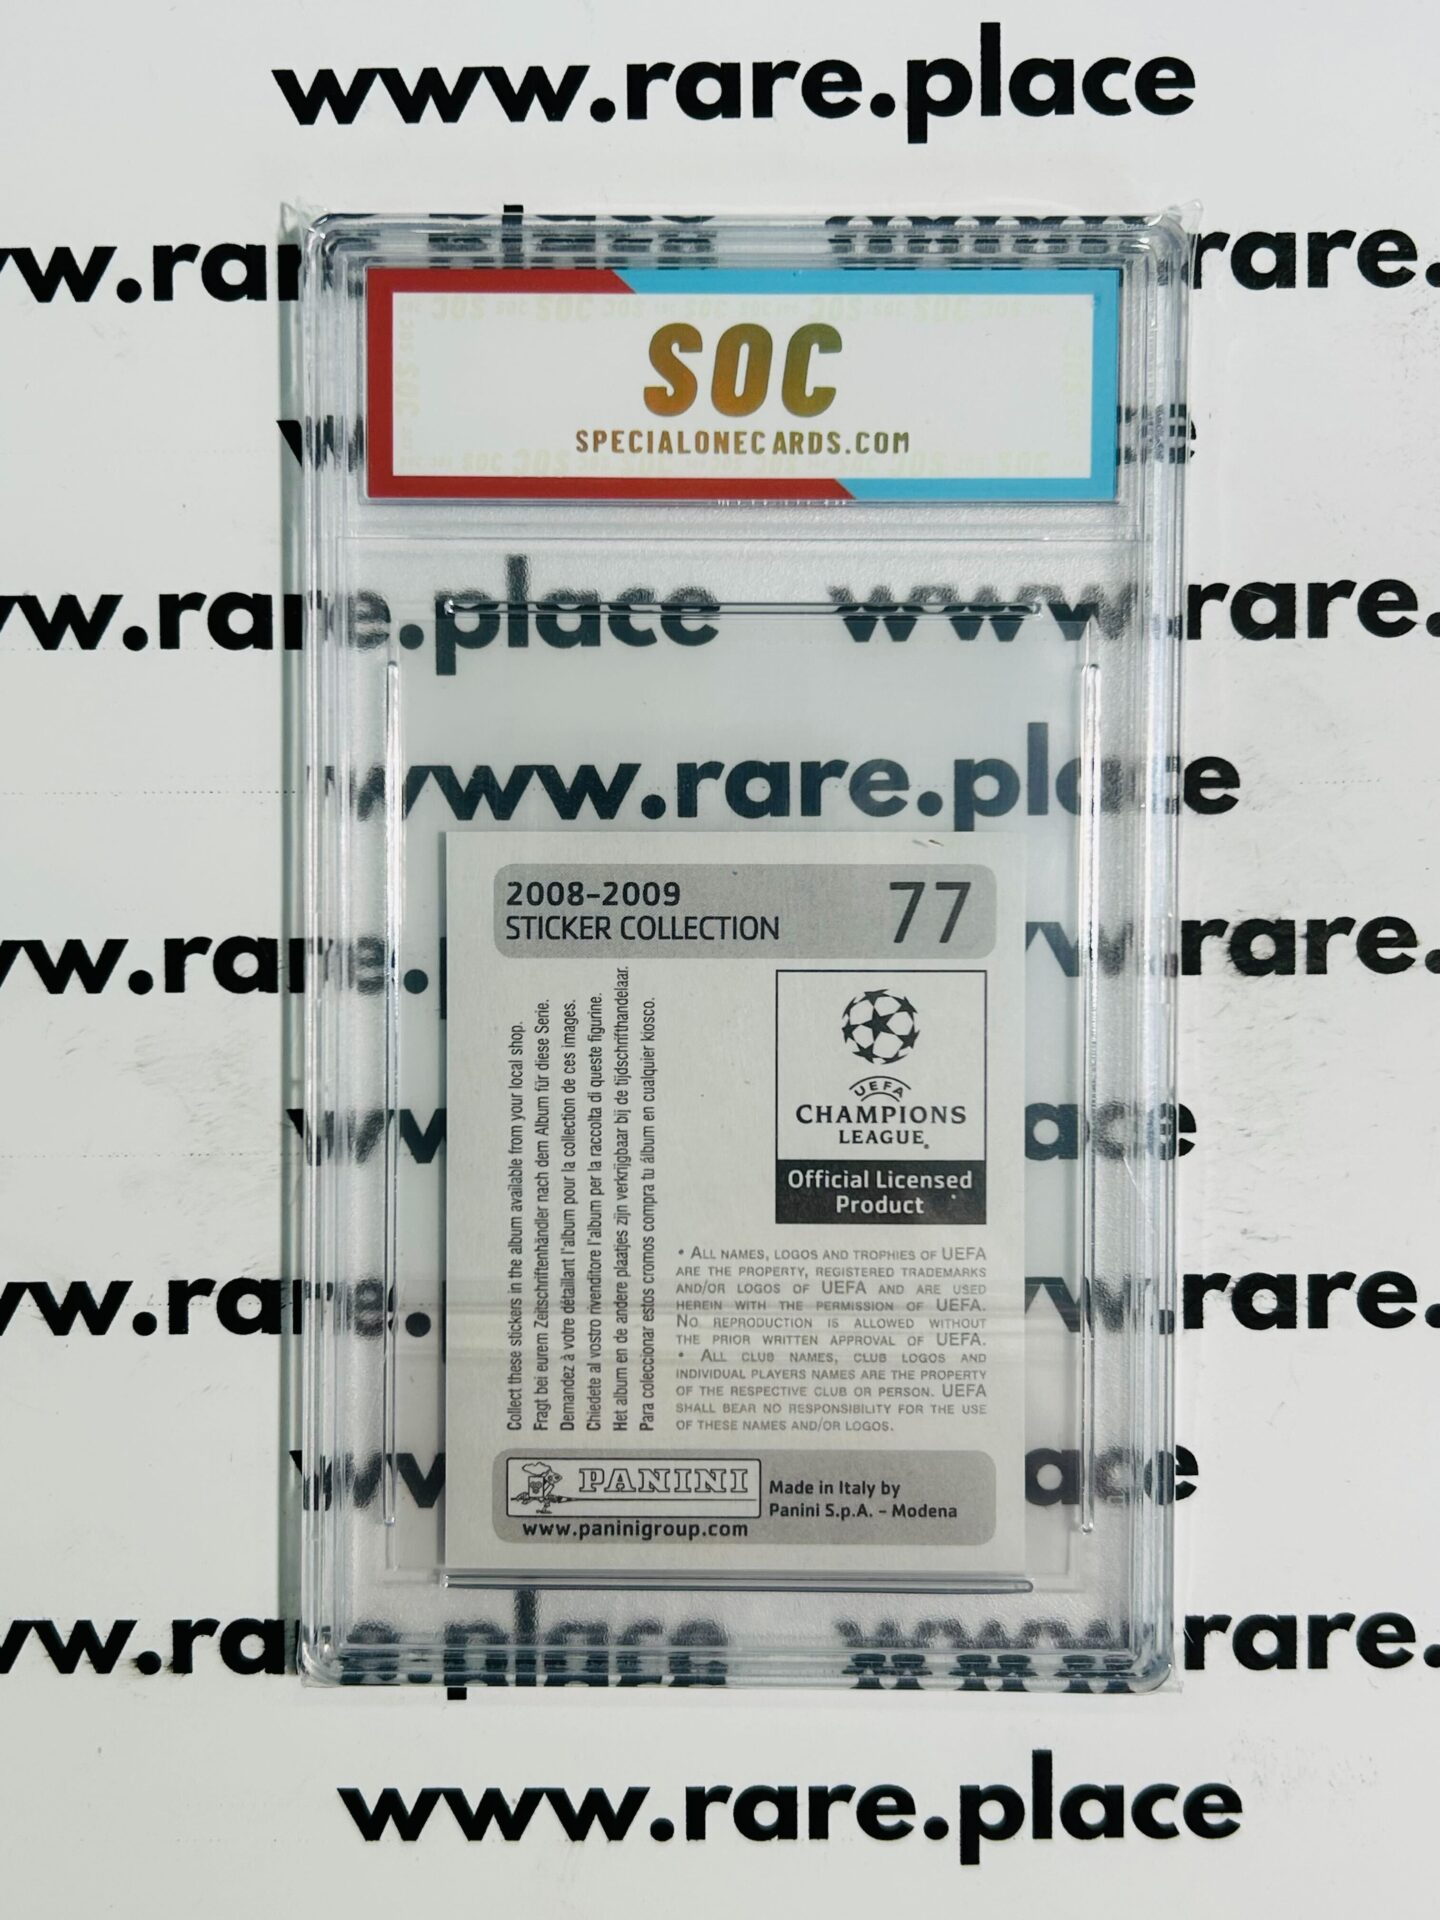 www.rare.place
www.rare.place
SOC
SPECIALONECARDS.COM
www.rare.place
2008-2009
STICKER COLLECTION
77
Collect these stickers in the album available from your local shop.
Fragt bei eurem Zeitschriftenhändler nach dem Album für diese Serie.
Demandez à votre détaillant l'album pour la collection de ces images.
Chiedete al vostro rivenditore l'album per la raccolta di queste figurine.
Het album en de andere plaatjes zijn verkrijgbaar bij de tijdschrifthandelaar.
Para coleccionar estos cromos compra tu álbum en cualquier kiosco.
UEFA
CHAMPIONS
LEAGUE®
Official Licensed
Product
• ALL NAMES, LOGOS AND TROPHIES OF UEFA
ARE THE PROPERTY, REGISTERED TRADEMARKS
AND/OR LOGOS OF UEFA AND ARE USED
HEREIN WITH THE PERMISSION OF UEFA.
NO REPRODUCTION IS ALLOWED WITHOUT
THE PRIOR WRITTEN APPROVAL OF UEFA.
• ALL CLUB NAMES, CLUB LOGOS AND
INDIVIDUAL PLAYERS NAMES ARE THE PROPERTY
OF THE RESPECTIVE CLUB OR PERSON. UEFA
SHALL BEAR NO RESPONSIBILITY FOR THE USE
OF THESE NAMES AND/OR LOGOS.
PANINI
www.paninigroup.com
Made in Italy by
Panini S.p.A. - Modena
www.rare.place